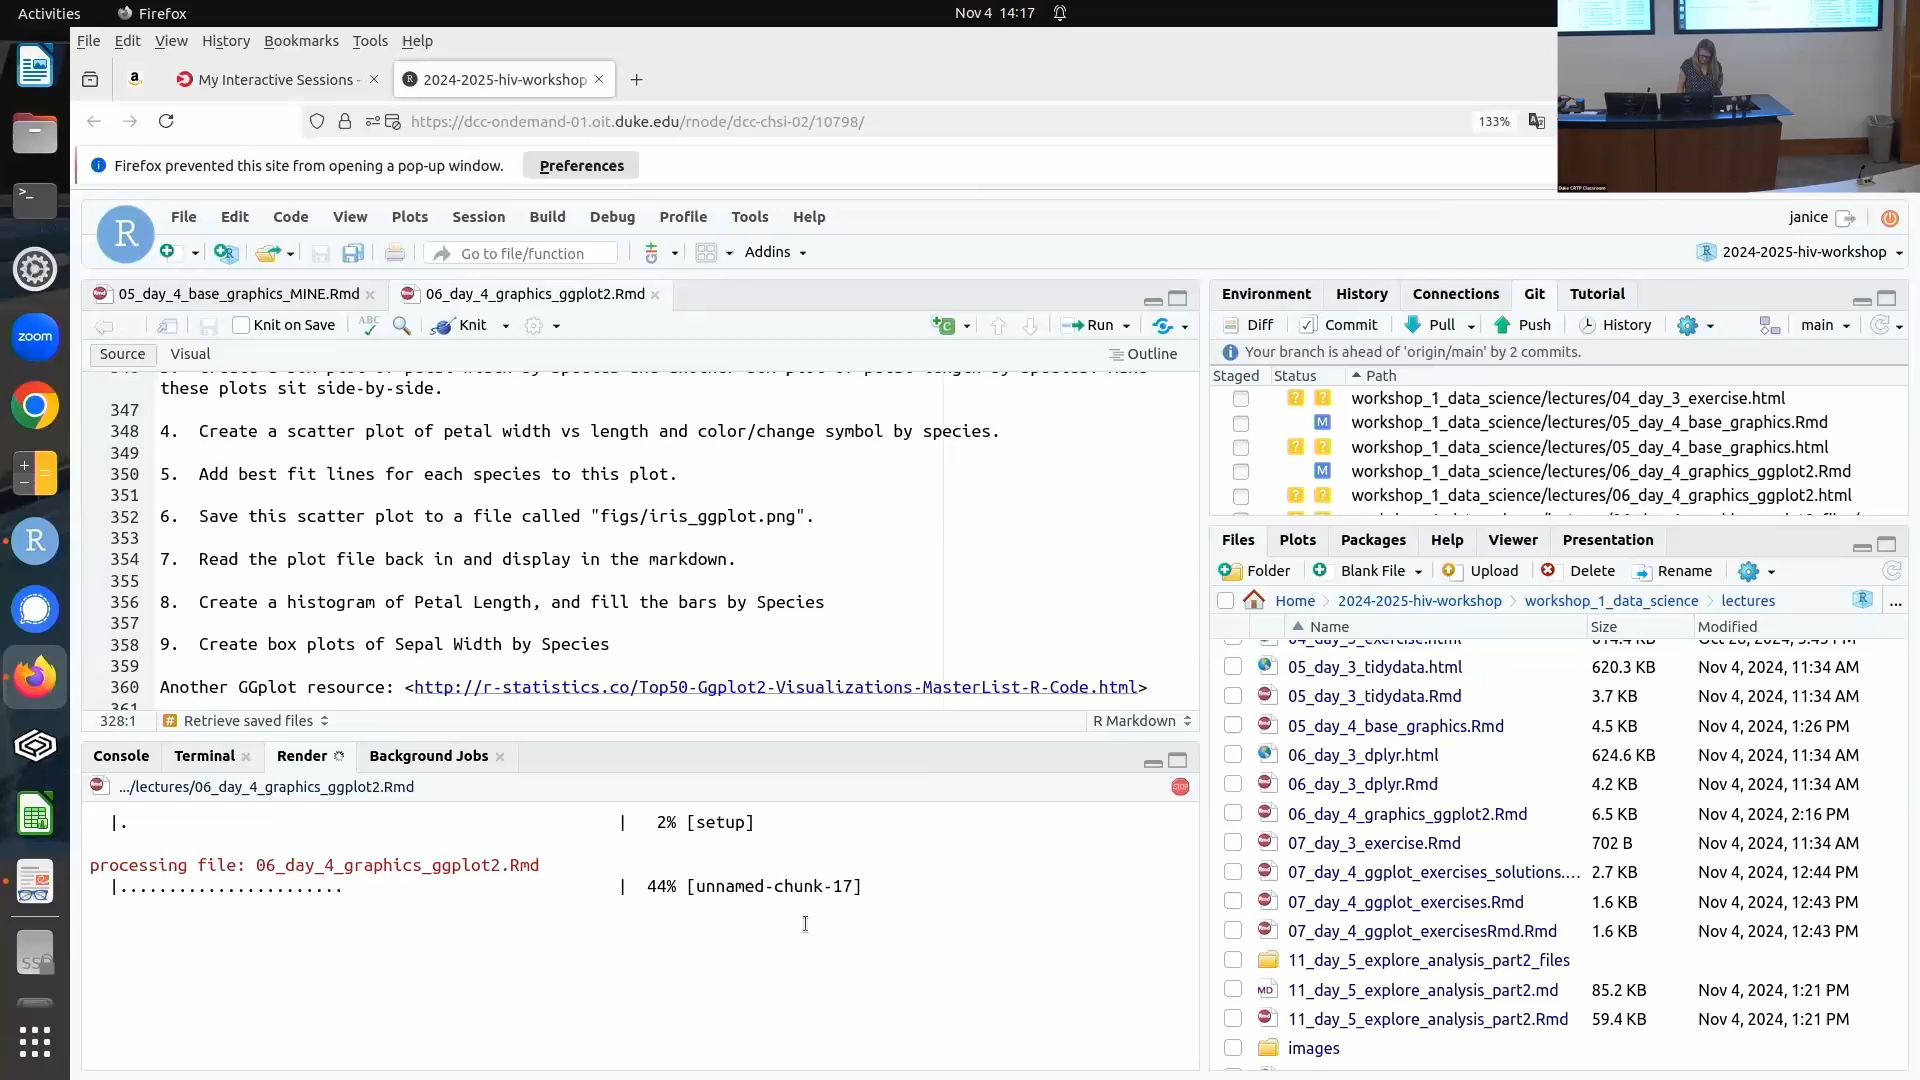 Activities Firefox Nov 4 14:17
File Edit View History Bookmarks Tools Help
My Interactive Sessions - 2024-2025-hiv-workshop
https://dcc-ondemand-01.oit.duke.edu/rnode/dcc-chsi-02/10798/ 133%
Firefox prevented this site from opening a pop-up window. Preferences
Duke CRTP Classroom
File Edit Code View Plots Session Build Debug Profile Tools Help janice
Go to file/function Addins 2024-2025-hiv-workshop
05_day_4_base_graphics_MINE.Rmd 06_day_4_graphics_ggplot2.Rmd
Knit on Save ABC Knit Run
Source Visual Outline
these plots sit side-by-side.
347
348 4. Create a scatter plot of petal width vs length and color/change symbol by species.
349
350 5. Add best fit lines for each species to this plot.
351
352 6. Save this scatter plot to a file called "figs/iris_ggplot.png".
353
354 7. Read the plot file back in and display in the markdown.
355
356 8. Create a histogram of Petal Length, and fill the bars by Species
357
358 9. Create box plots of Sepal Width by Species
359
360 Another GGplot resource: <http://r-statistics.co/Top50-Ggplot2-Visualizations-MasterList-R-Code.html>
361
328:1 # Retrieve saved files R Markdown
Console Terminal Render Background Jobs
.../lectures/06_day_4_graphics_ggplot2.Rmd STOP
|. | 2% [setup]
processing file: 06_day_4_graphics_ggplot2.Rmd
|....................... | 44% [unnamed-chunk-17]
Environment History Connections Git Tutorial
Diff Commit Pull Push History main
Your branch is ahead of 'origin/main' by 2 commits.
Staged Status Path
? ? workshop_1_data_science/lectures/04_day_3_exercise.html
M workshop_1_data_science/lectures/05_day_4_base_graphics.Rmd
? ? workshop_1_data_science/lectures/05_day_4_base_graphics.html
M workshop_1_data_science/lectures/06_day_4_graphics_ggplot2.Rmd
? ? workshop_1_data_science/lectures/06_day_4_graphics_ggplot2.html
Files Plots Packages Help Viewer Presentation
Folder Blank File Upload Delete Rename
Home 2024-2025-hiv-workshop workshop_1_data_science lectures ...
Name Size Modified
05_day_3_tidydata.html 620.3 KB Nov 4, 2024, 11:34 AM
05_day_3_tidydata.Rmd 3.7 KB Nov 4, 2024, 11:34 AM
05_day_4_base_graphics.Rmd 4.5 KB Nov 4, 2024, 1:26 PM
06_day_3_dplyr.html 624.6 KB Nov 4, 2024, 11:34 AM
06_day_3_dplyr.Rmd 4.2 KB Nov 4, 2024, 11:34 AM
06_day_4_graphics_ggplot2.Rmd 6.5 KB Nov 4, 2024, 2:16 PM
07_day_3_exercise.Rmd 702 B Nov 4, 2024, 11:34 AM
07_day_4_ggplot_exercises_solutions.... 2.7 KB Nov 4, 2024, 12:44 PM
07_day_4_ggplot_exercises.Rmd 1.6 KB Nov 4, 2024, 12:43 PM
07_day_4_ggplot_exercisesRmd.Rmd 1.6 KB Nov 4, 2024, 12:43 PM
11_day_5_explore_analysis_part2_files
11_day_5_explore_analysis_part2.md 85.2 KB Nov 4, 2024, 1:21 PM
11_day_5_explore_analysis_part2.Rmd 59.4 KB Nov 4, 2024, 1:21 PM
images
zoom